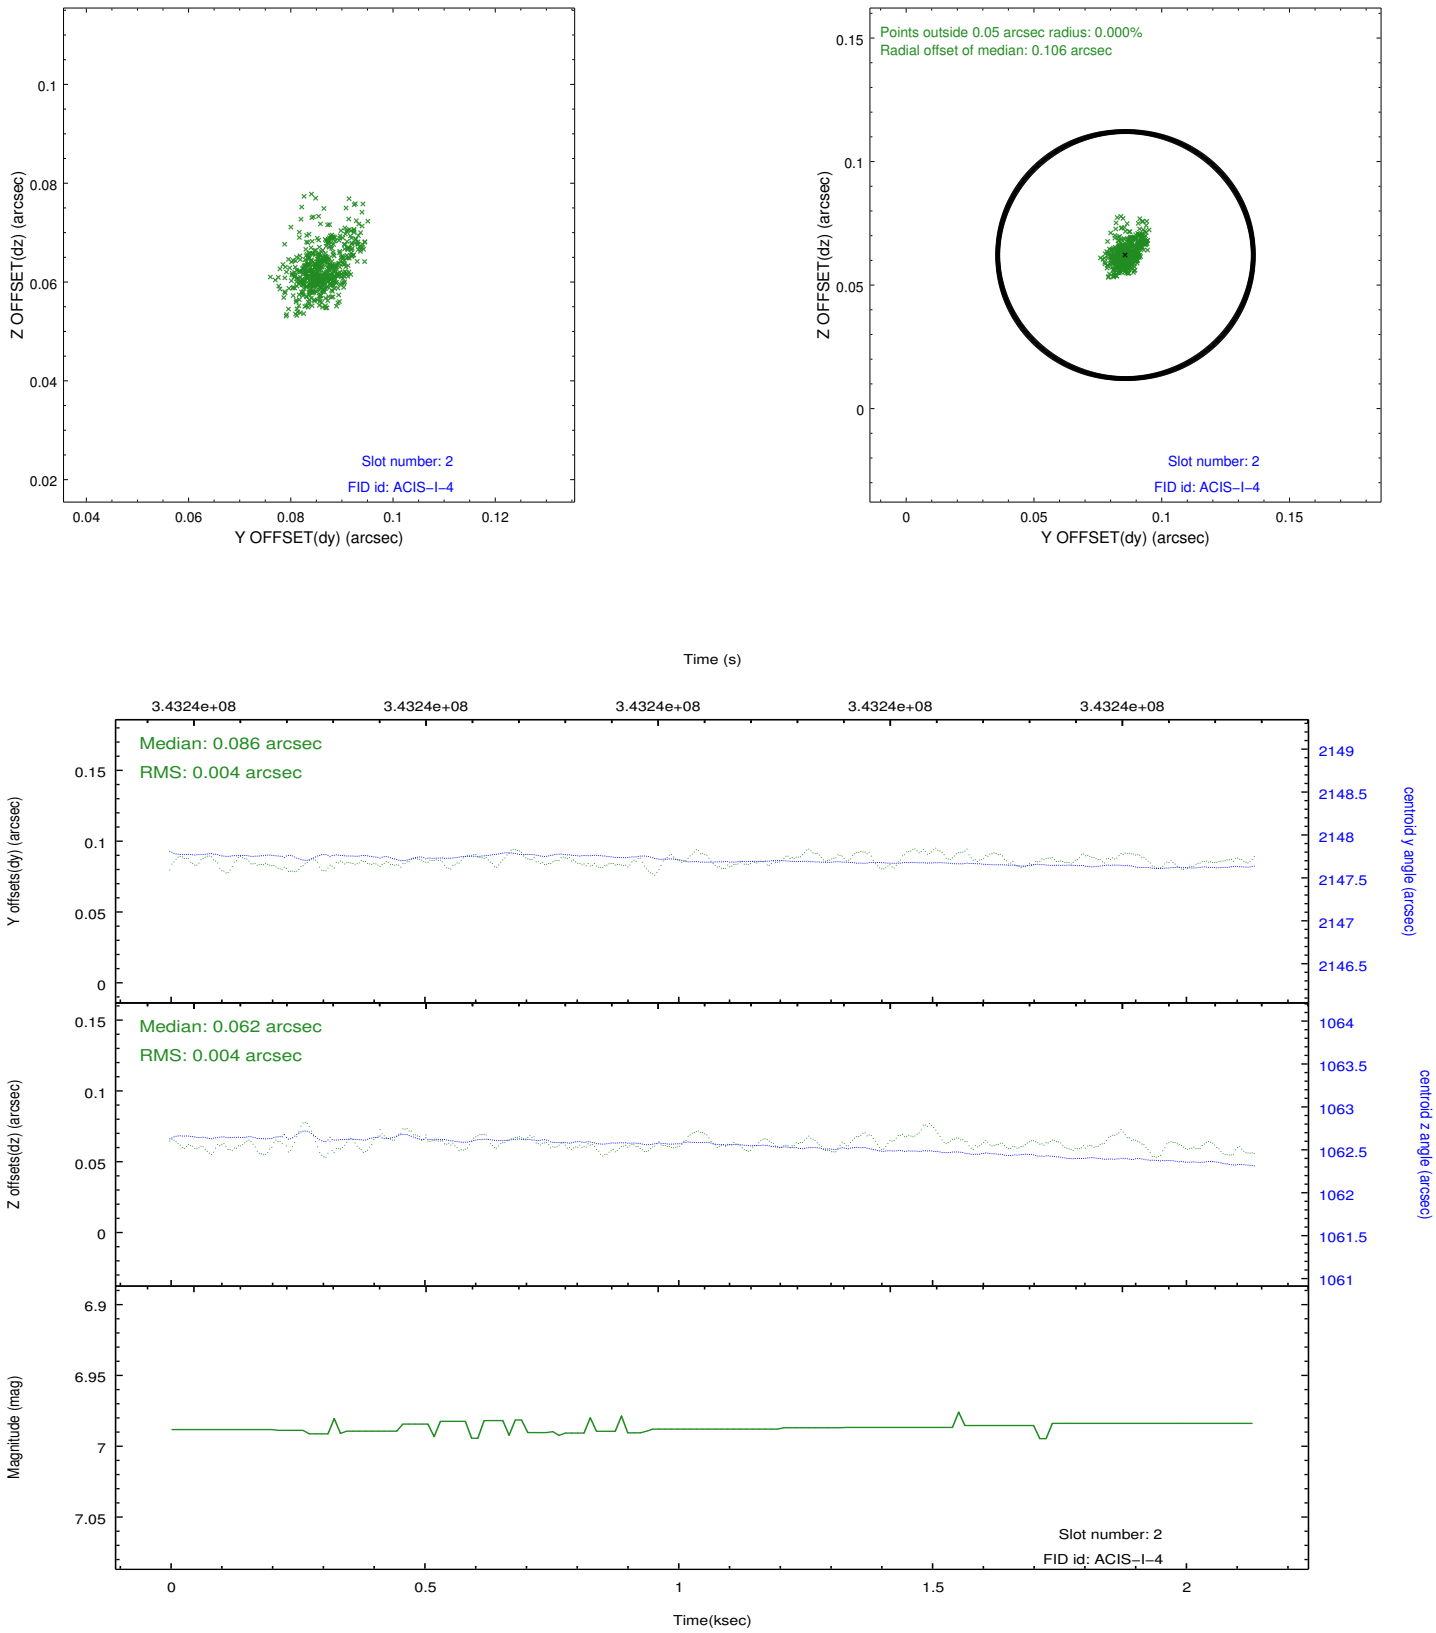 0.1
0.08
0.06
0.04
0.02
Z OFFSET(dz) (arcsec)
Slot number: 2
FID id: ACIS-I-4
0.04 0.06 0.08 0.1 0.12
Y OFFSET(dy) (arcsec)
Points outside 0.05 arcsec radius: 0.000%
Radial offset of median: 0.106 arcsec
0.15
0.1
0.05
0
Z OFFSET(dz) (arcsec)
Slot number: 2
FID id: ACIS-I-4
0 0.05 0.1 0.15
Y OFFSET(dy) (arcsec)
Time (s)
3.4324e+08 3.4324e+08 3.4324e+08 3.4324e+08 3.4324e+08
Median: 0.086 arcsec
RMS: 0.004 arcsec
0.15
0.1
0.05
0
Y offsets(dy) (arcsec)
2149
2148.5
2148
2147.5
2147
2146.5
centroid y angle (arcsec)
Median: 0.062 arcsec
RMS: 0.004 arcsec
0.15
0.1
0.05
0
Z offsets(dz) (arcsec)
1064
1063.5
1063
1062.5
1062
1061.5
1061
centroid z angle (arcsec)
6.9
6.95
7
7.05
Magnitude (mag)
Slot number: 2
FID id: ACIS-I-4
0 0.5 1 1.5 2
Time(ksec)